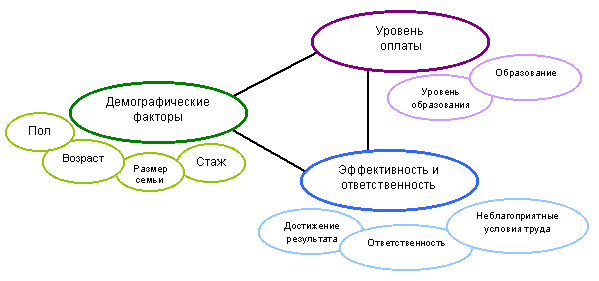 Уровень
оплаты
Образование
Уровень
образования
Демографические
факторы
Пол
Возраст
Размер
семьи
Стаж
Эффективность и
ответственность
Достижение
результата
Ответственность
Неблагоприятные
условия труда